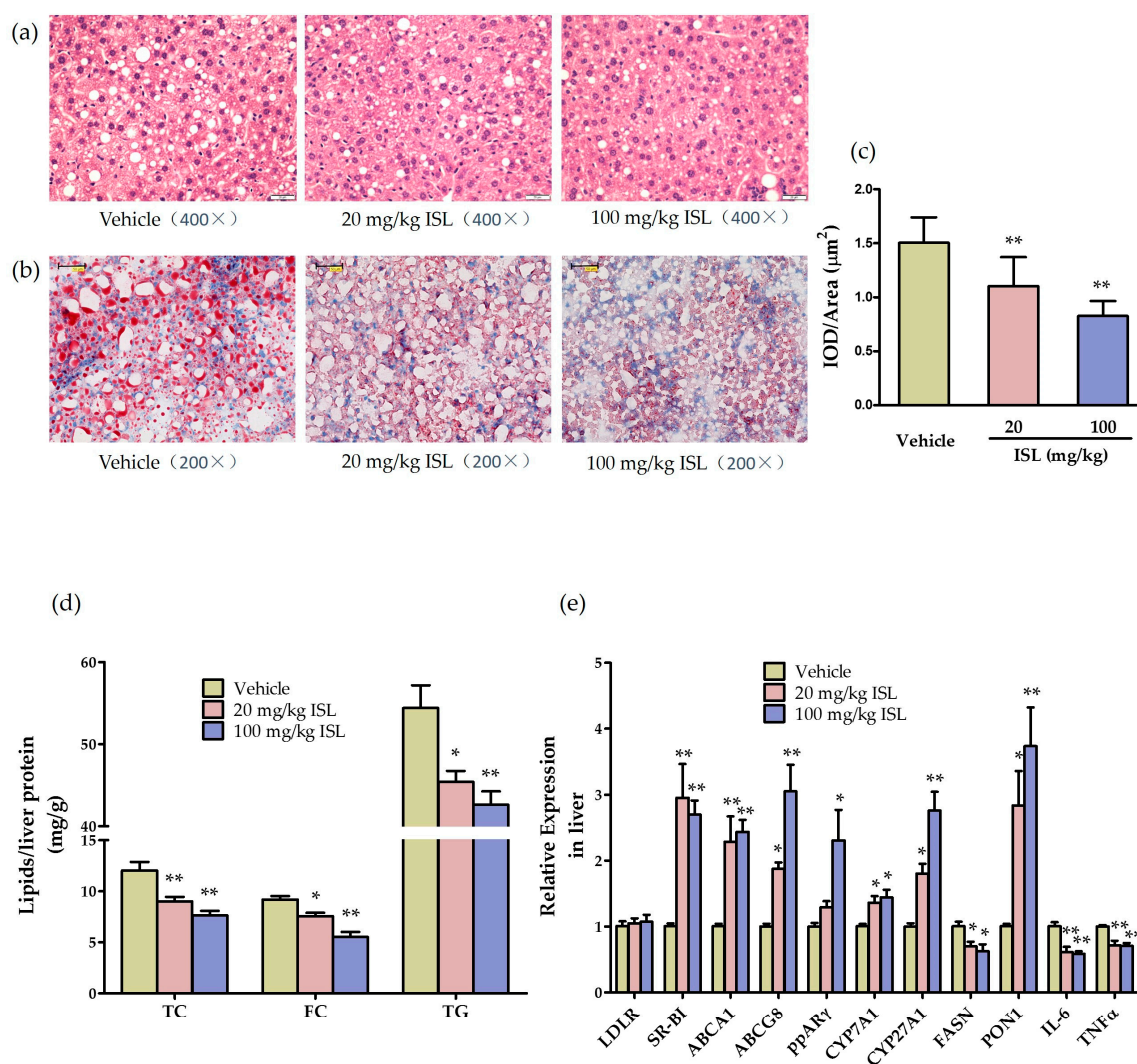 (a)
Vehicle（400×）
20 mg/kg ISL（400×）
100 mg/kg ISL（400×）
(b)
Vehicle（200×）
20 mg/kg ISL（200×）
100 mg/kg ISL（200×）
(c)
IOD/Area (μm²)
2.0
1.5
1.0
0.5
0.0
**
**
Vehicle
20
100
ISL (mg/kg)
(d)
Lipids/liver protein
(mg/g)
60
50
40
15
10
5
0
Vehicle
20 mg/kg ISL
100 mg/kg ISL
**
**
*
**
*
**
TC
FC
TG
(e)
Relative Expression
in liver
5
4
3
2
1
0
Vehicle
20 mg/kg ISL
100 mg/kg ISL
**
**
**
**
*
**
*
*
*
*
**
*
*
*
**
**
**
**
**
LDLR
SR-BI
ABCA1
ABCG8
ppARγ
CYP7A1
CYP27A1
FASN
PON1
IL-6
TNFα